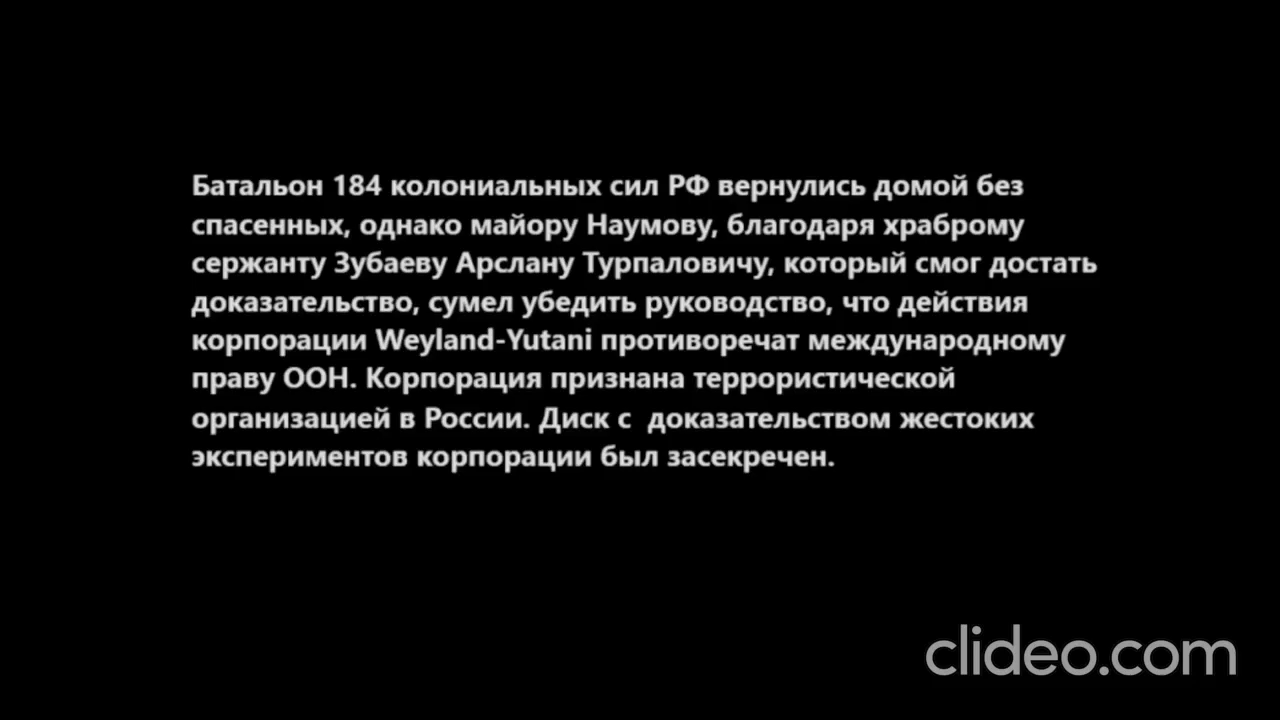 Батальон 184 колониальных сил РФ вернулись домой без
спасенных, однако майору Наумову, благодаря храброму
сержанту Зубаеву Арслану Турпаловичу, который смог достать
доказательство, сумел убедить руководство, что действия
корпорации Weyland-Yutani противоречат международному
праву ООН. Корпорация признана террористической
организацией в России. Диск с  доказательством жестоких
экспериментов корпорации был засекречен.
clideo.com